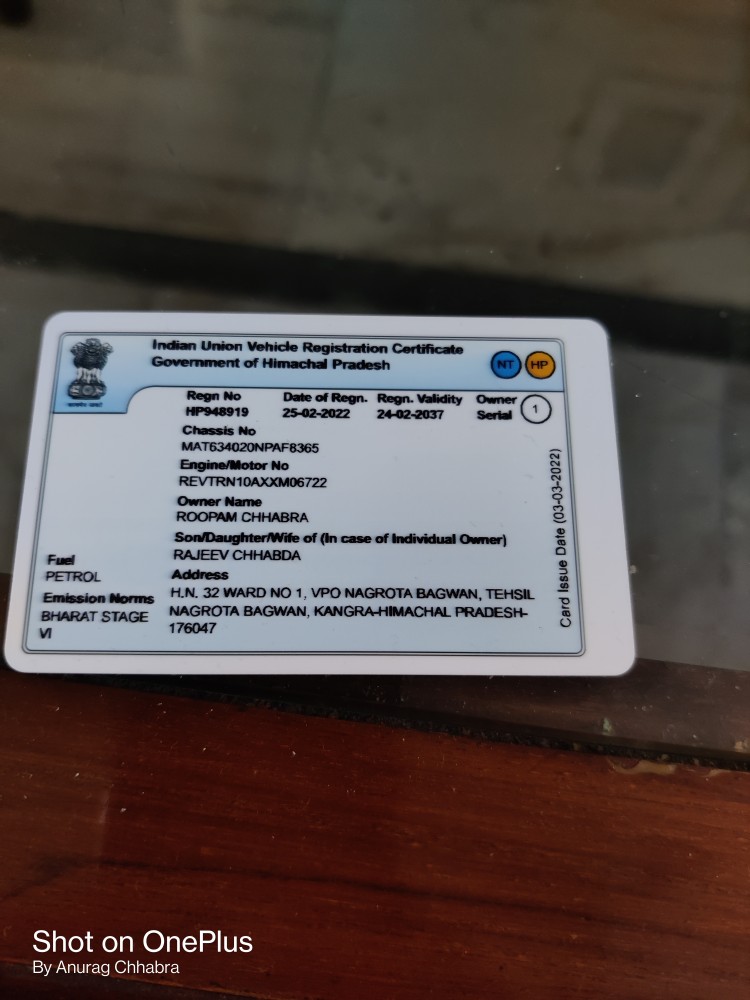 Indian Union Vehicle Registration Certificate
Government of Himachal Pradesh
NT HP
Regn No Date of Regn. Regn. Validity Owner Serial 1
HP948919 25-02-2022 24-02-2037
Chassis No
MAT634020NPAF8365
Engine/Motor No
REVTRN10AXXM06722
Owner Name
ROOPAM CHHABRA
Son/Daughter/Wife of (In case of Individual Owner)
RAJEEV CHHABDA
Fuel
PETROL
Emission Norms
BHARAT STAGE
VI
Address
H.N. 32 WARD NO 1, VPO NAGROTA BAGWAN, TEHSIL
NAGROTA BAGWAN, KANGRA-HIMACHAL PRADESH-
176047
Card Issue Date (03-03-2022)
Shot on OnePlus
By Anurag Chhabra